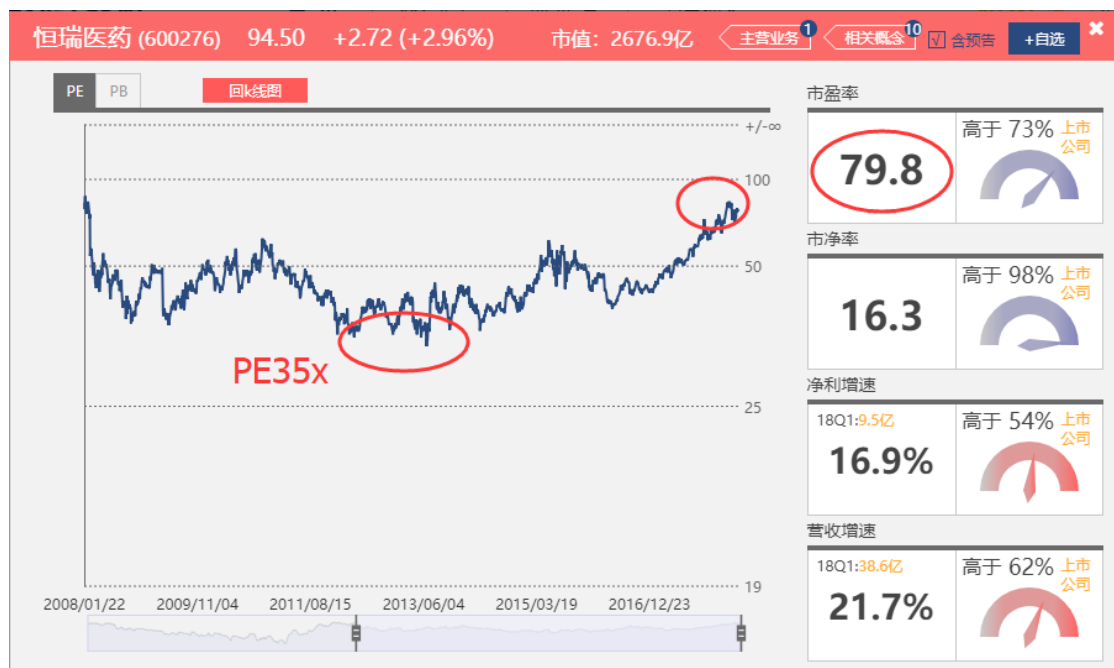 恒瑞医药 (600276) 94.50 +2.72 (+2.96%) 市值：2676.9亿 主营业务 1 相关概念 10 含预告 +自选
PE PB 回k线图
+/-∞
100
50
PE35x
25
19
2008/01/22 2009/11/04 2011/08/15 2013/06/04 2015/03/19 2016/12/23
市盈率
79.8
高于 73% 上市公司
市净率
16.3
高于 98% 上市公司
净利增速
18Q1:9.5亿
16.9%
高于 54% 上市公司
营收增速
18Q1:38.6亿
21.7%
高于 62% 上市公司